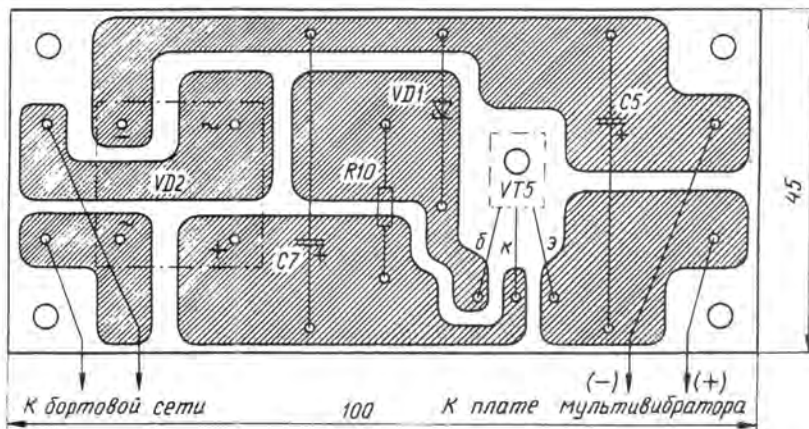 VD1
C5
+
VD2
R10
VT5
45
C7
+
+
б
к
э
(−)
(+)
К бортовой сети
100
К плате мультивибратора